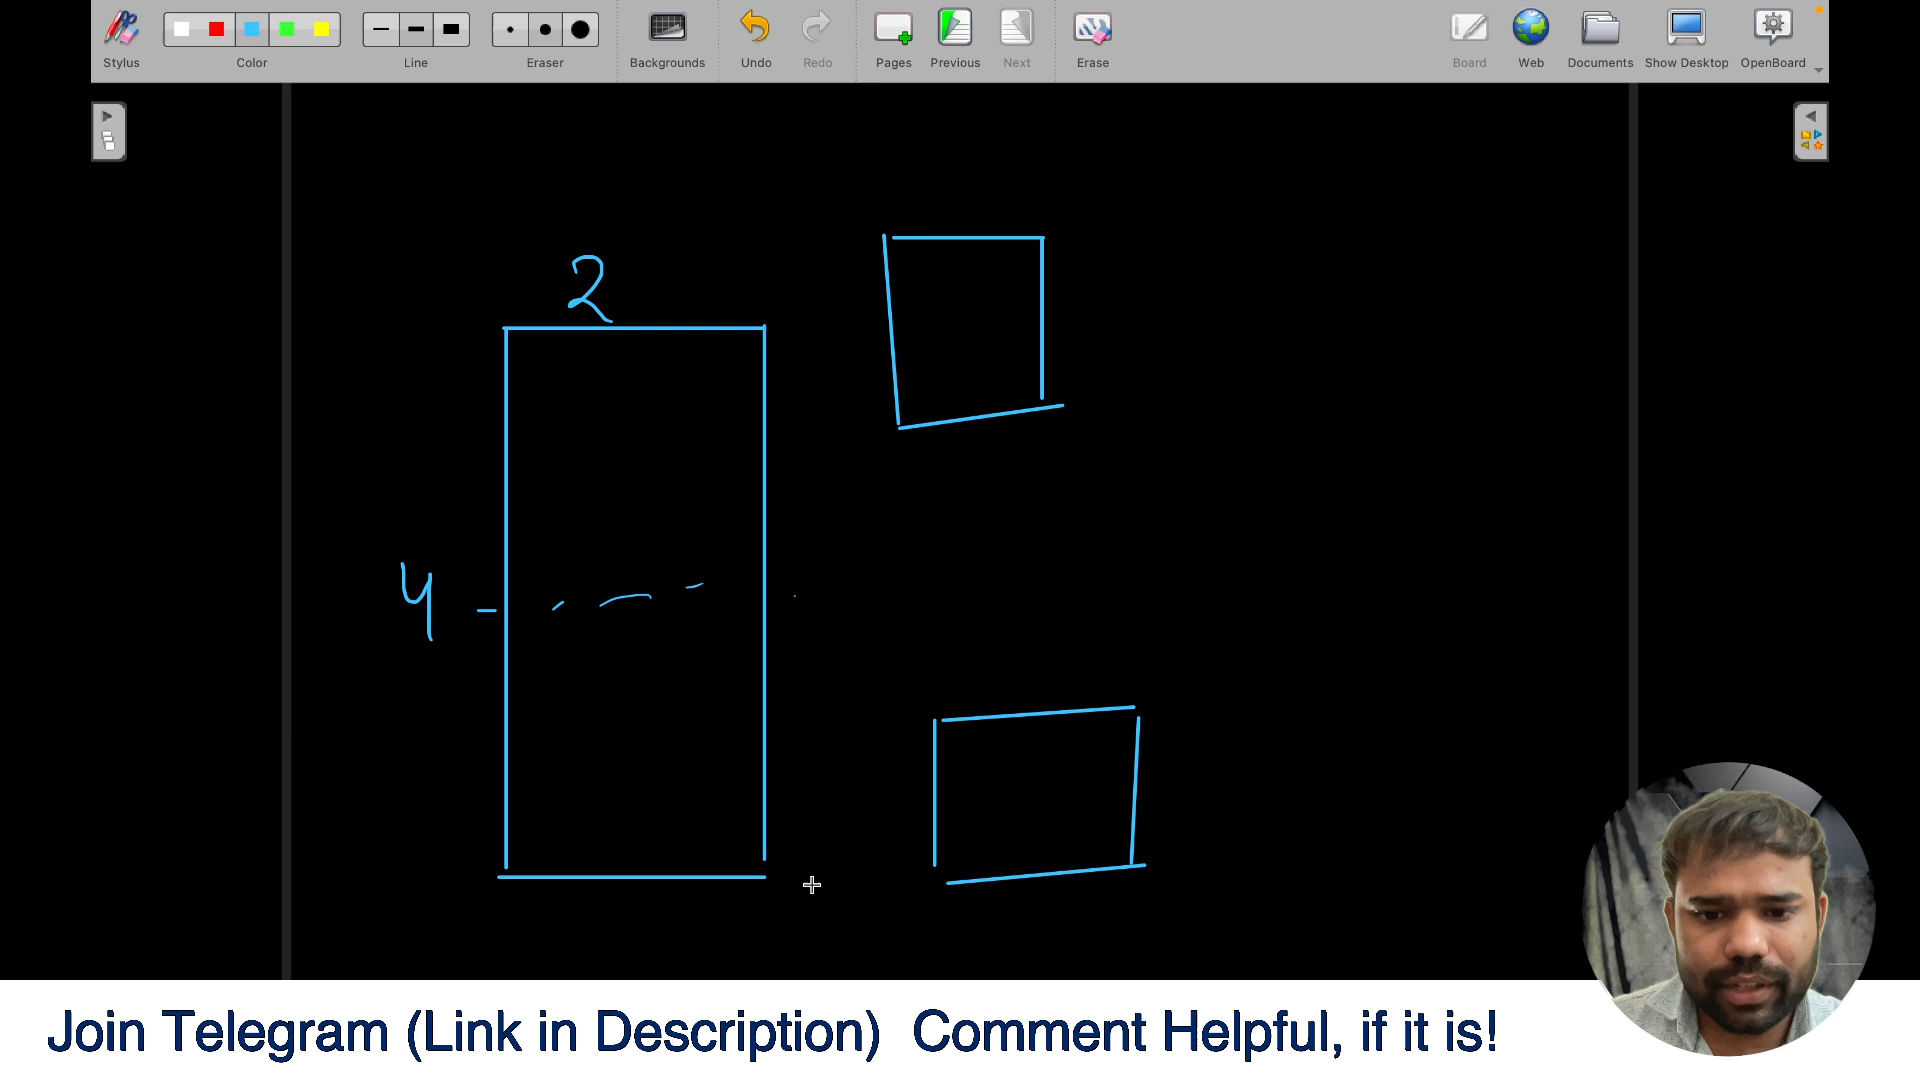 Stylus Color Line Eraser Backgrounds Undo Redo Pages Previous Next Erase Board Web Documents Show Desktop OpenBoard
2
4
Join Telegram (Link in Description) Comment Helpful, if it is!